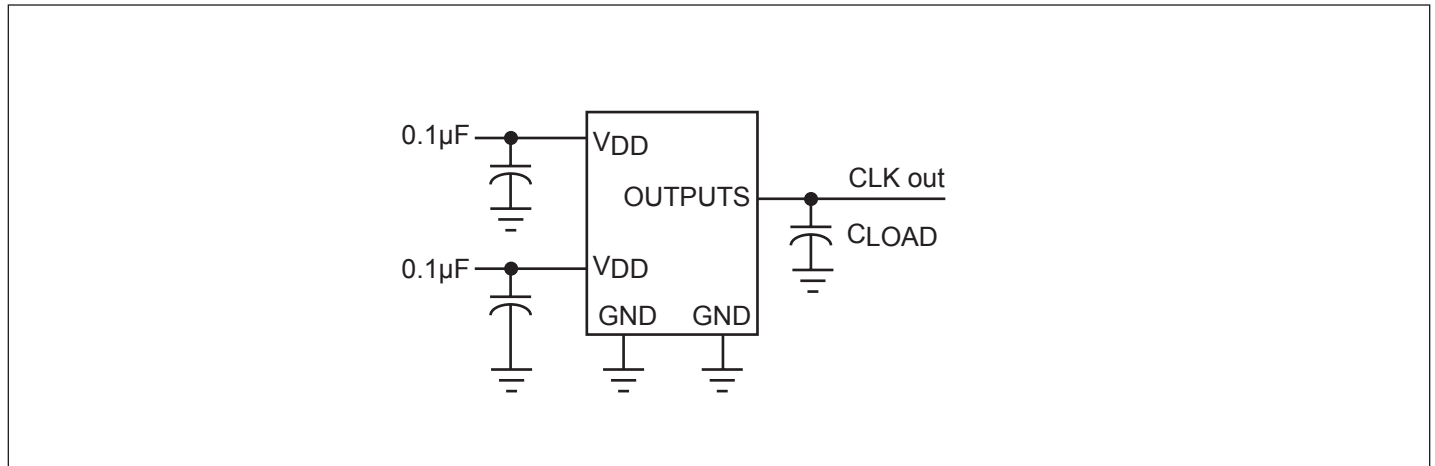 0.1µF
VDD
OUTPUTS
CLK out
CLOAD
0.1µF
VDD
GND GND